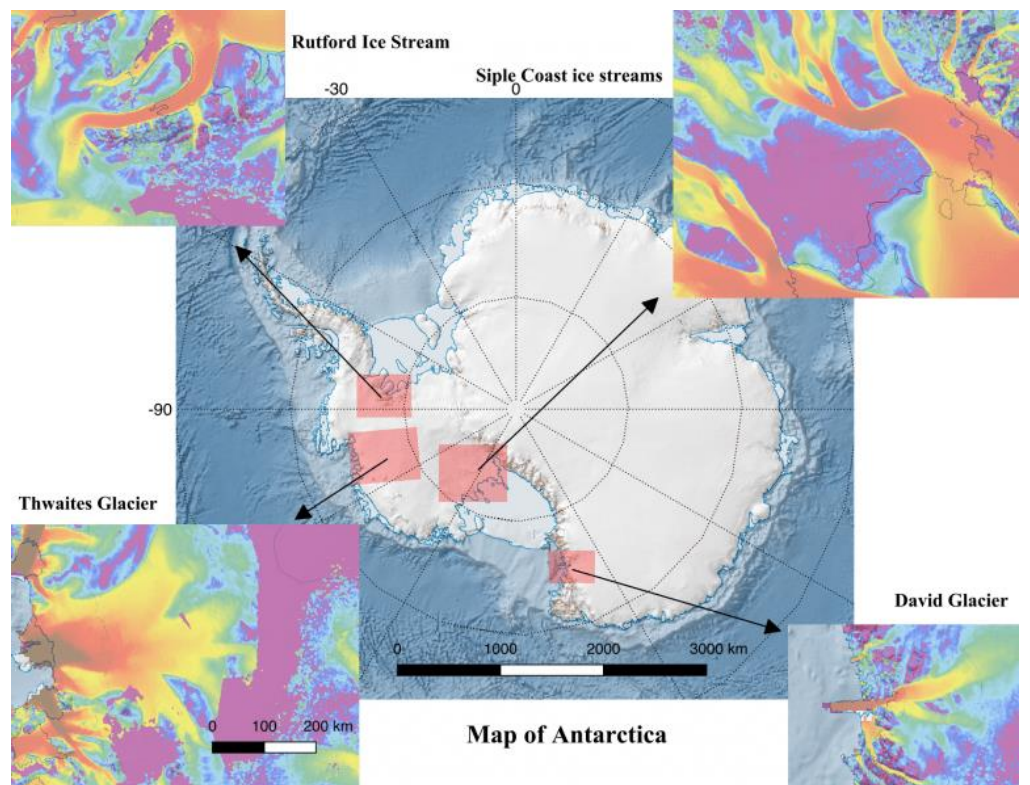 Rutford Ice Stream
Siple Coast ice streams
-30
0
-90
Thwaites Glacier
David Glacier
0 1000 2000 3000 km
0 100 200 km
Map of Antarctica